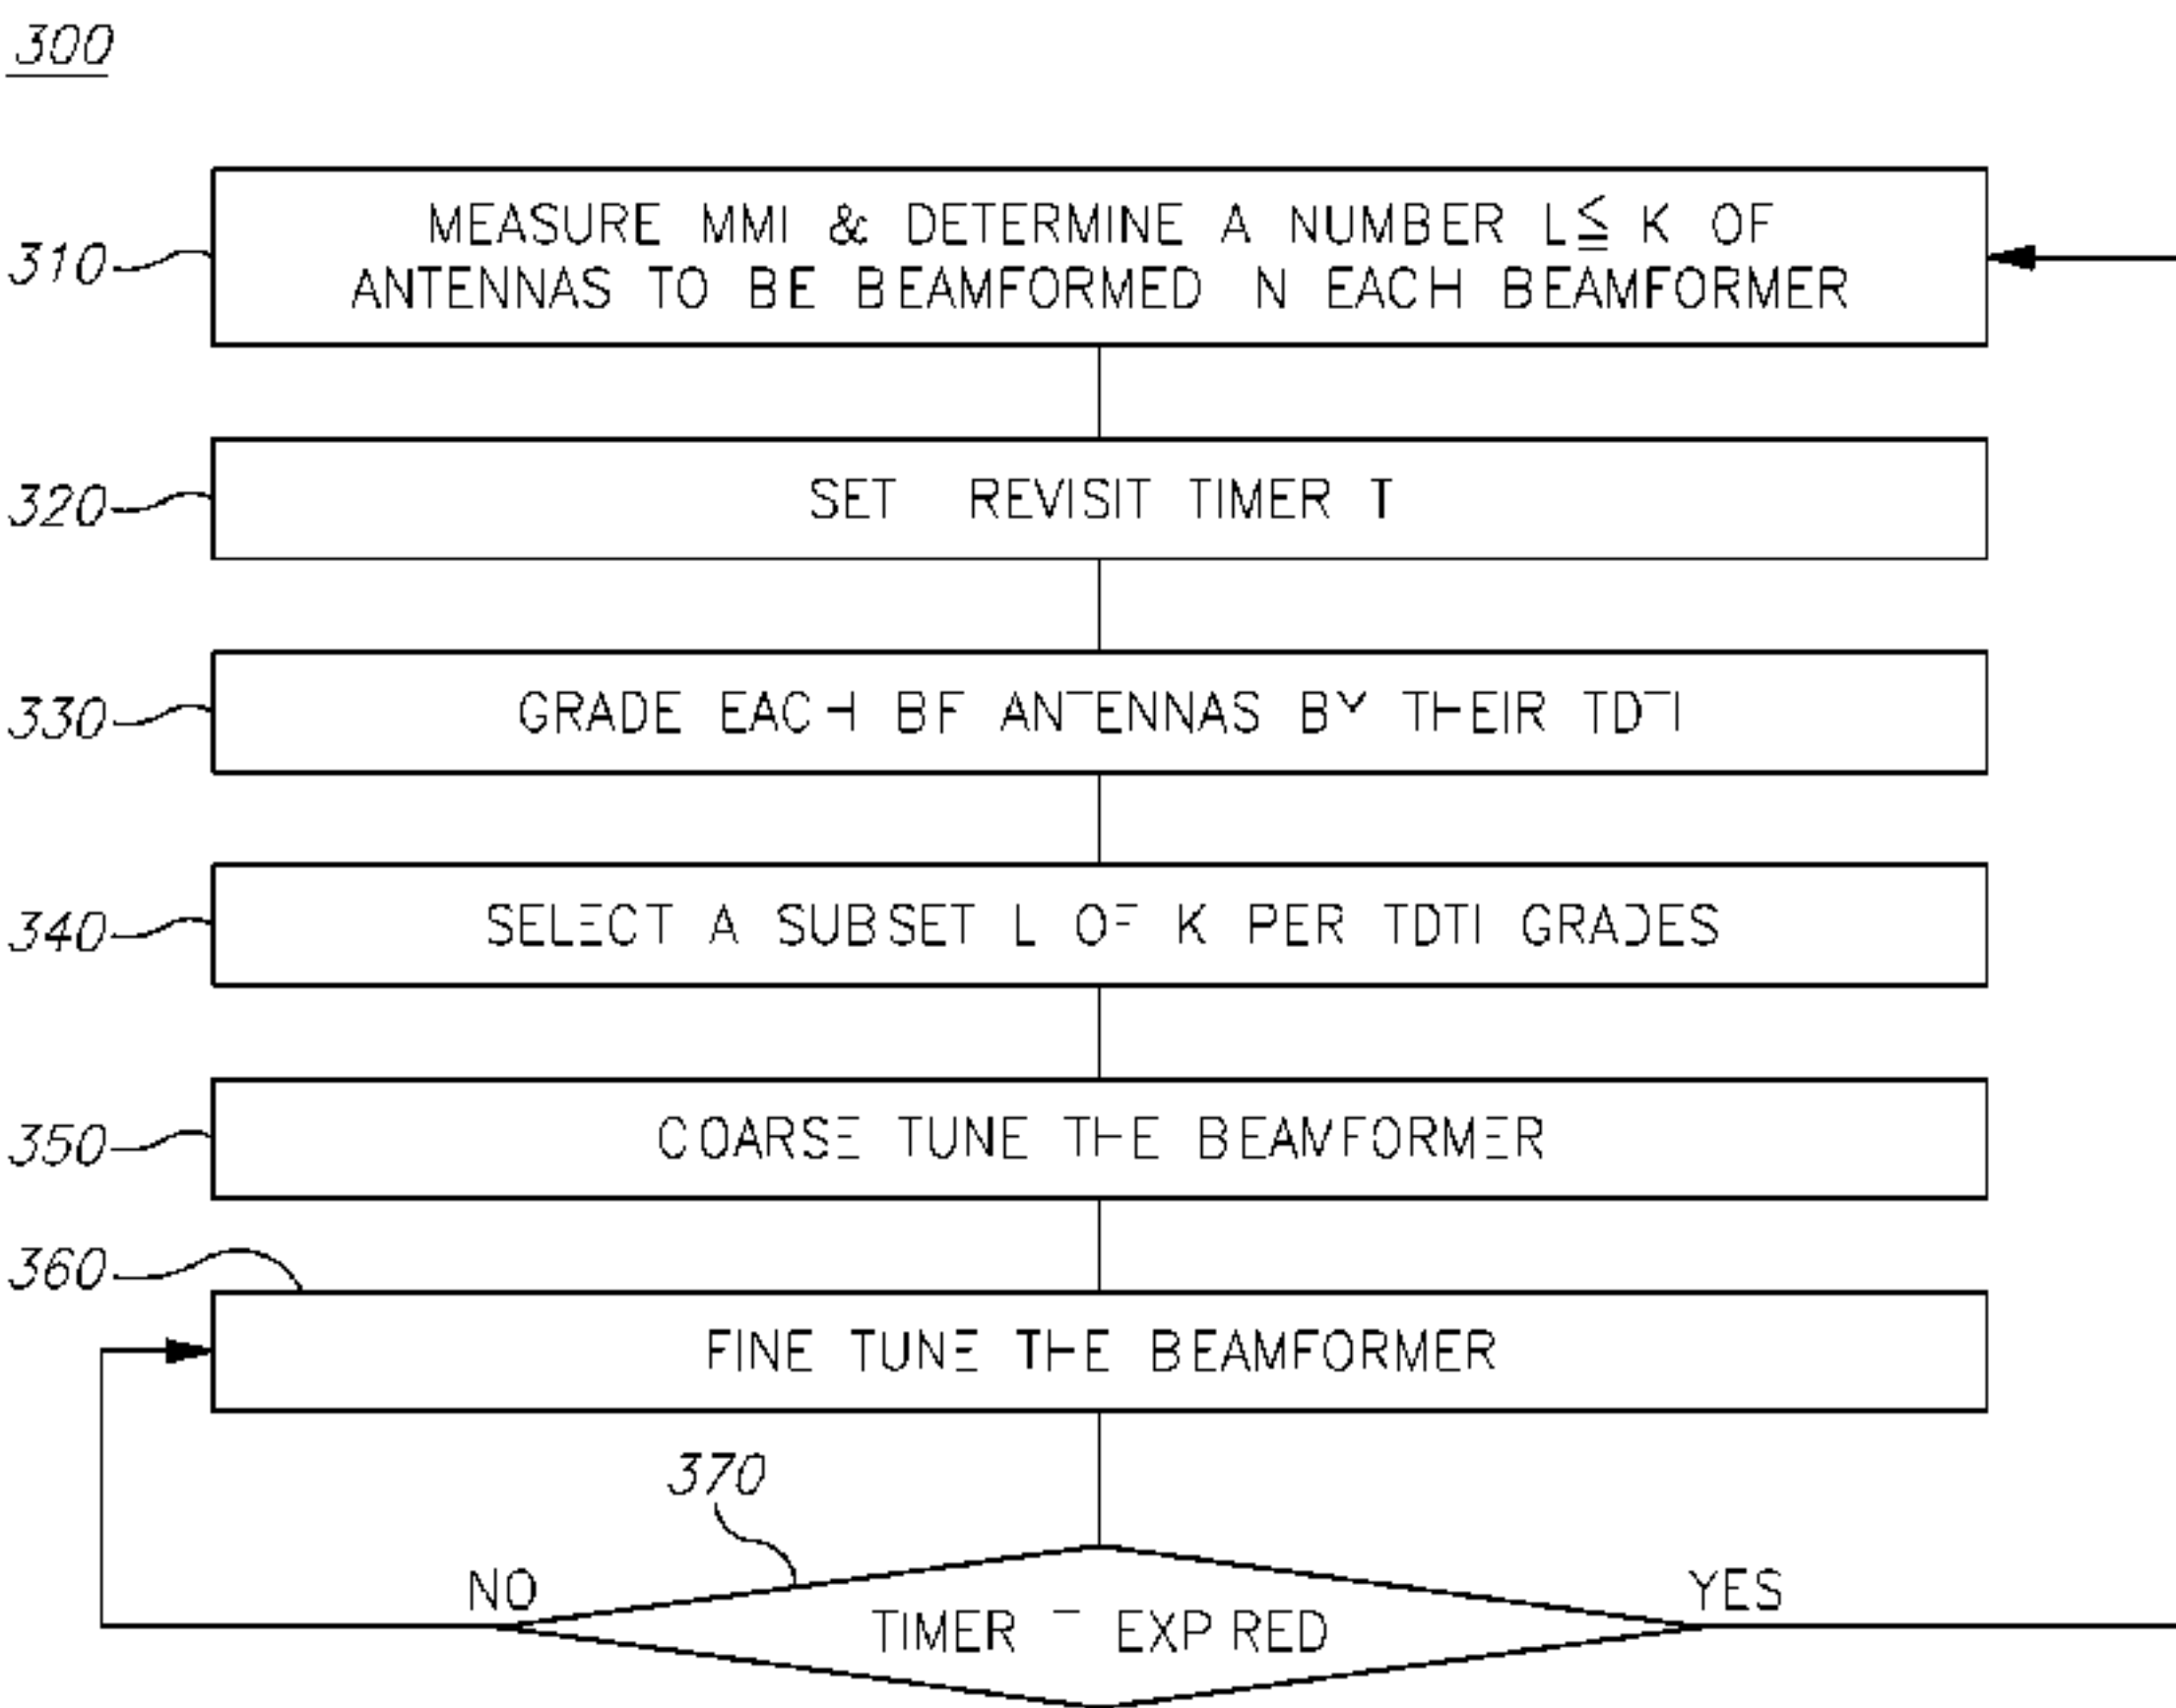 300
310
MEASURE MMI & DETERMINE A NUMBER L≦ K OF
ANTENNAS TO BE BEAMFORMED IN EACH BEAMFORMER
320
SET REVISIT TIMER T
330
GRADE EACH BF ANTENNAS BY THEIR TDTI
340
SELECT A SUBSET L OF K PER TDTI GRADES
350
COARSE TUNE THE BEAMFORMER
360
FINE TUNE THE BEAMFORMER
370
NO
YES
TIMER T EXPIRED